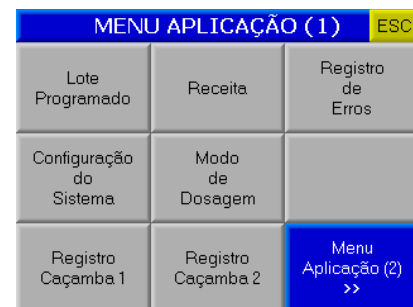 MENU APLICAÇÃO (1)
ESC
Lote
Programado
Receita
Registro
de
Erros
Configuração
do
Sistema
Modo
de
Dosagem
Registro
Caçamba 1
Registro
Caçamba 2
Menu
Aplicação (2)
>>